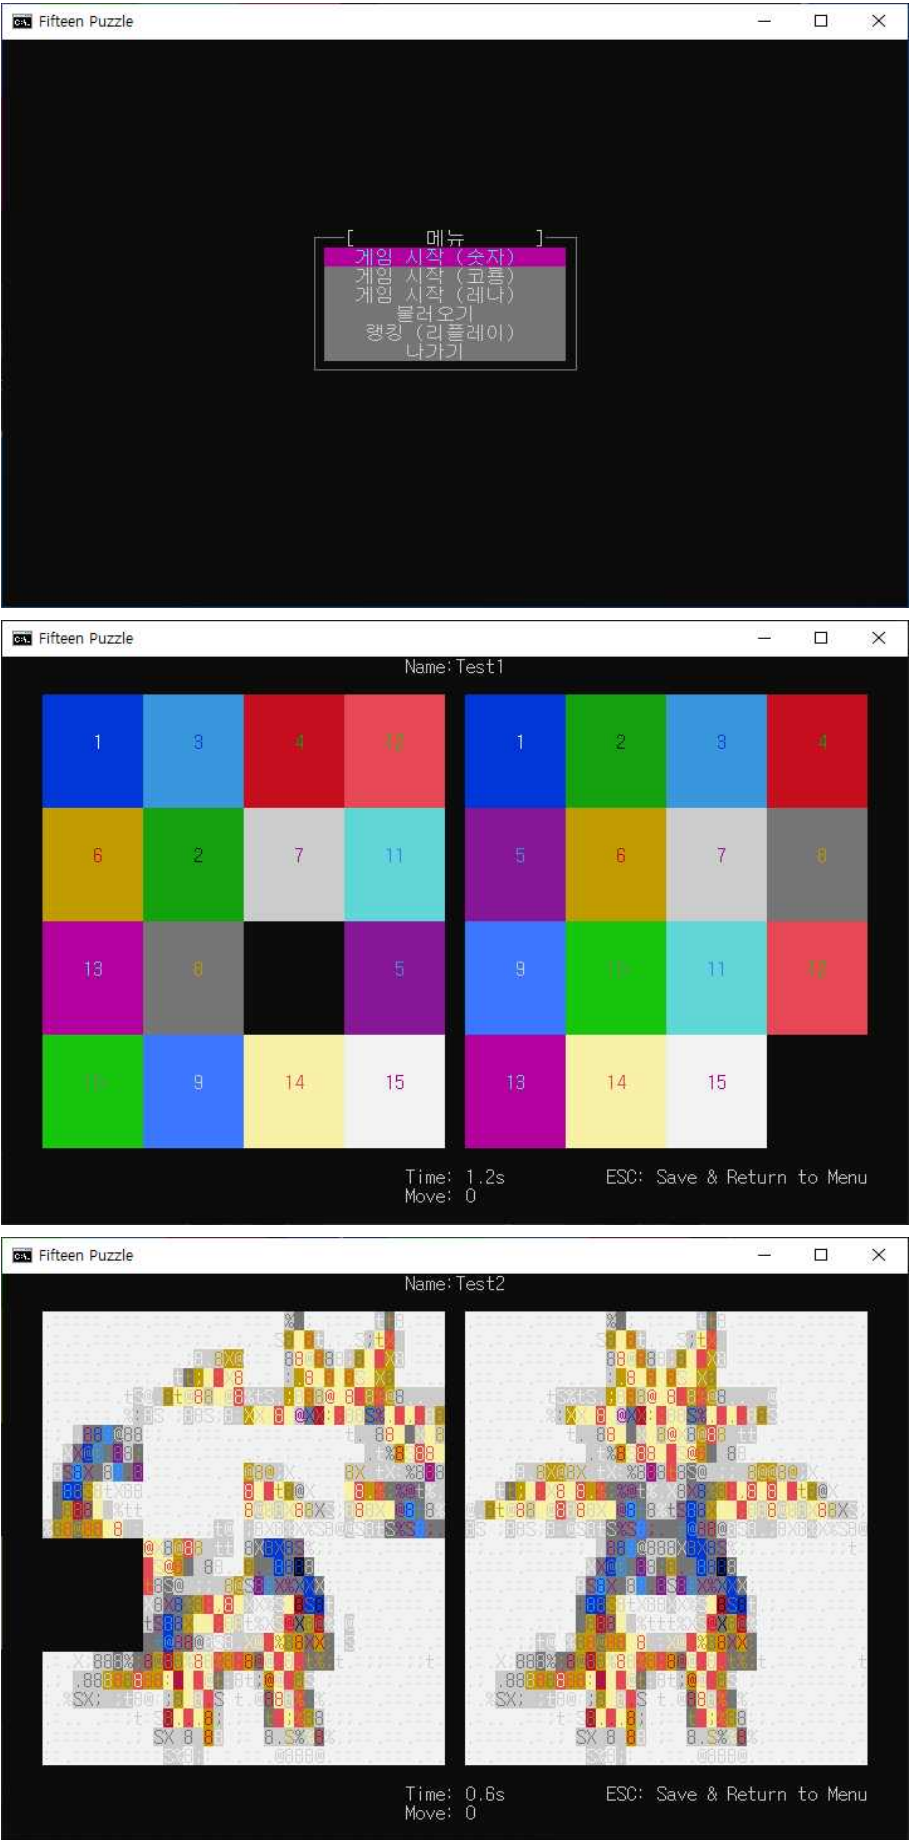 Fifteen Puzzle
[ 메뉴 ]
게임 시작 (숫자)
게임 시작 (코룡)
게임 시작 (레나)
불러오기
랭킹 (리플레이)
나가기
Fifteen Puzzle
Name:Test1
1 3 4 12
6 2 7 11
13 8 5
10 9 14 15
1 2 3 4
5 6 7 8
9 10 11 12
13 14 15
Time: 1.2s
Move: 0
ESC: Save & Return to Menu
Fifteen Puzzle
Name:Test2
Time: 0.6s
Move: 0
ESC: Save & Return to Menu